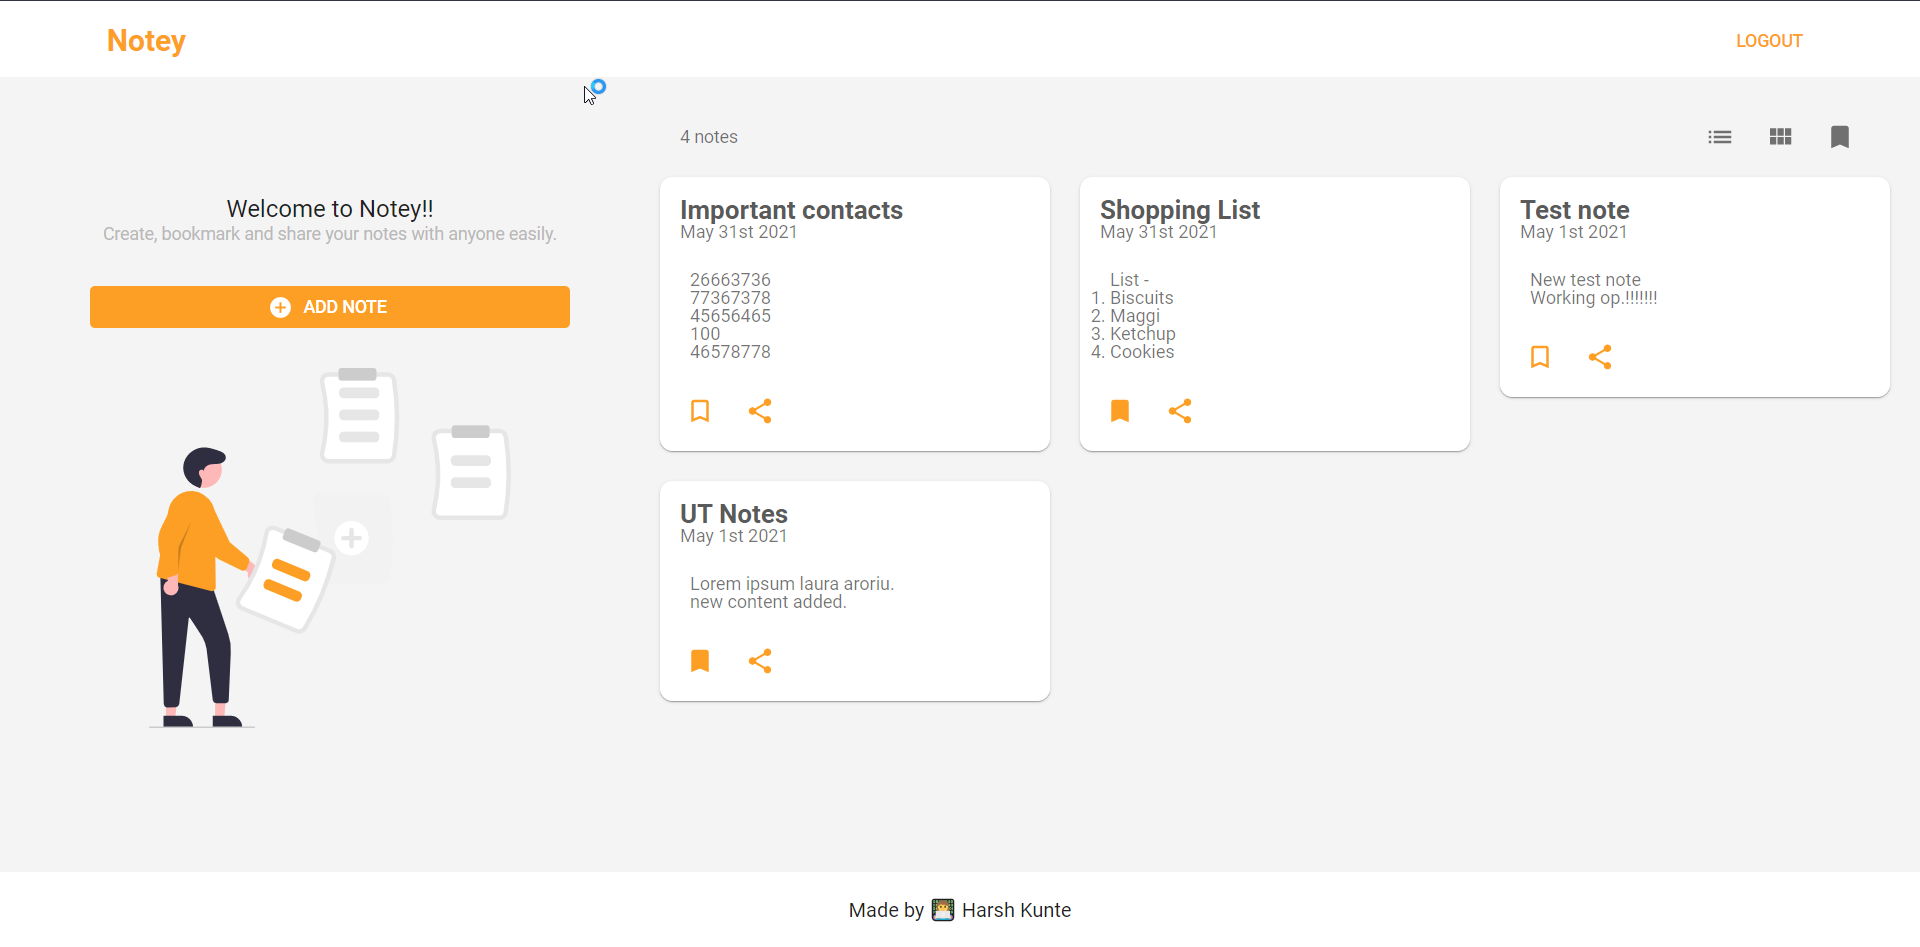 Notey
LOGOUT
Welcome to Notey!!
Create, bookmark and share your notes with anyone easily.
ADD NOTE
4 notes
Important contacts
May 31st 2021
26663736
77367378
45656465
100
46578778
Shopping List
May 31st 2021
List -
1. Biscuits
2. Maggi
3. Ketchup
4. Cookies
Test note
May 1st 2021
New test note
Working op.!!!!!!!
UT Notes
May 1st 2021
Lorem ipsum laura aroriu.
new content added.
Made by 👨‍💻 Harsh Kunte